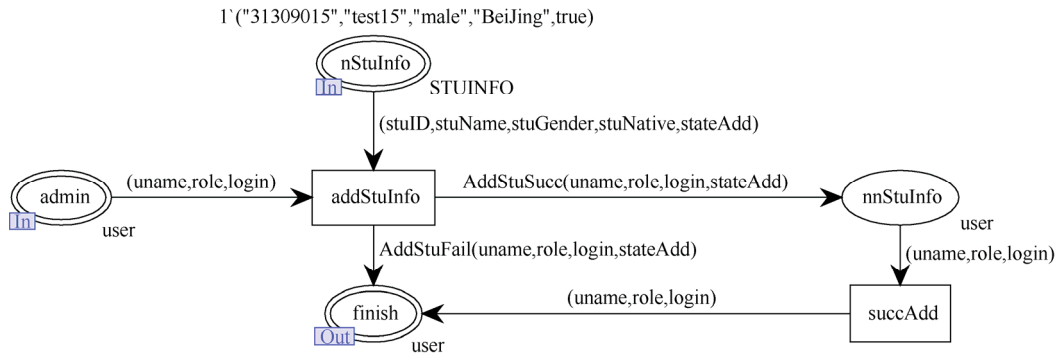 1`("31309015","test15","male","BeiJing",true)
nStuInfo
In
STUINFO
(stuID,stuName,stuGender,stuNative,stateAdd)
(uname,role,login)
AddStuSucc(uname,role,login,stateAdd)
admin
addStuInfo
nnStuInfo
In
user
user
AddStuFail(uname,role,login,stateAdd)
(uname,role,login)
(uname,role,login)
finish
succAdd
Out
user